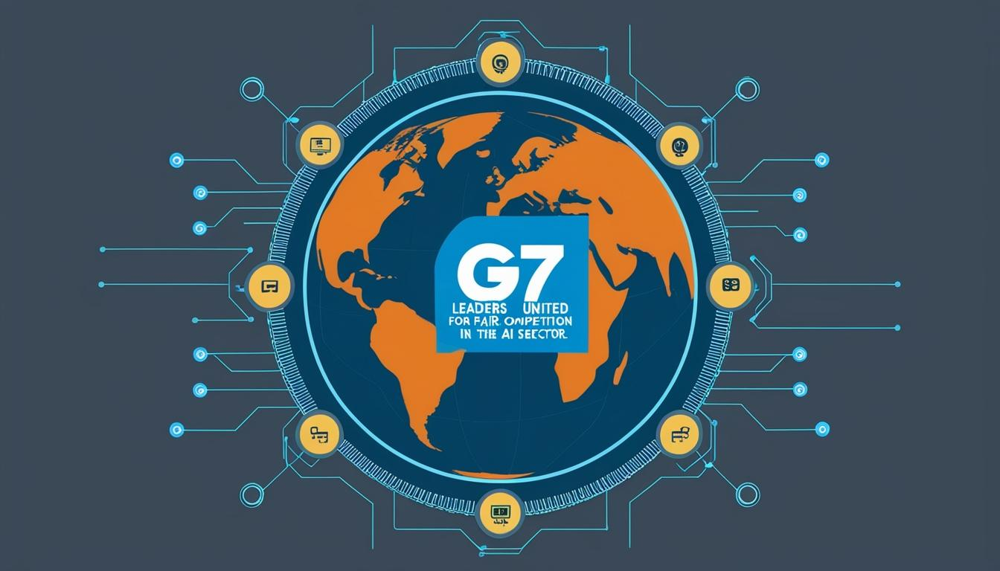 G7
LEADERS UNITED
FOR FAIR OMPETITION
IN THE AI SECTOR